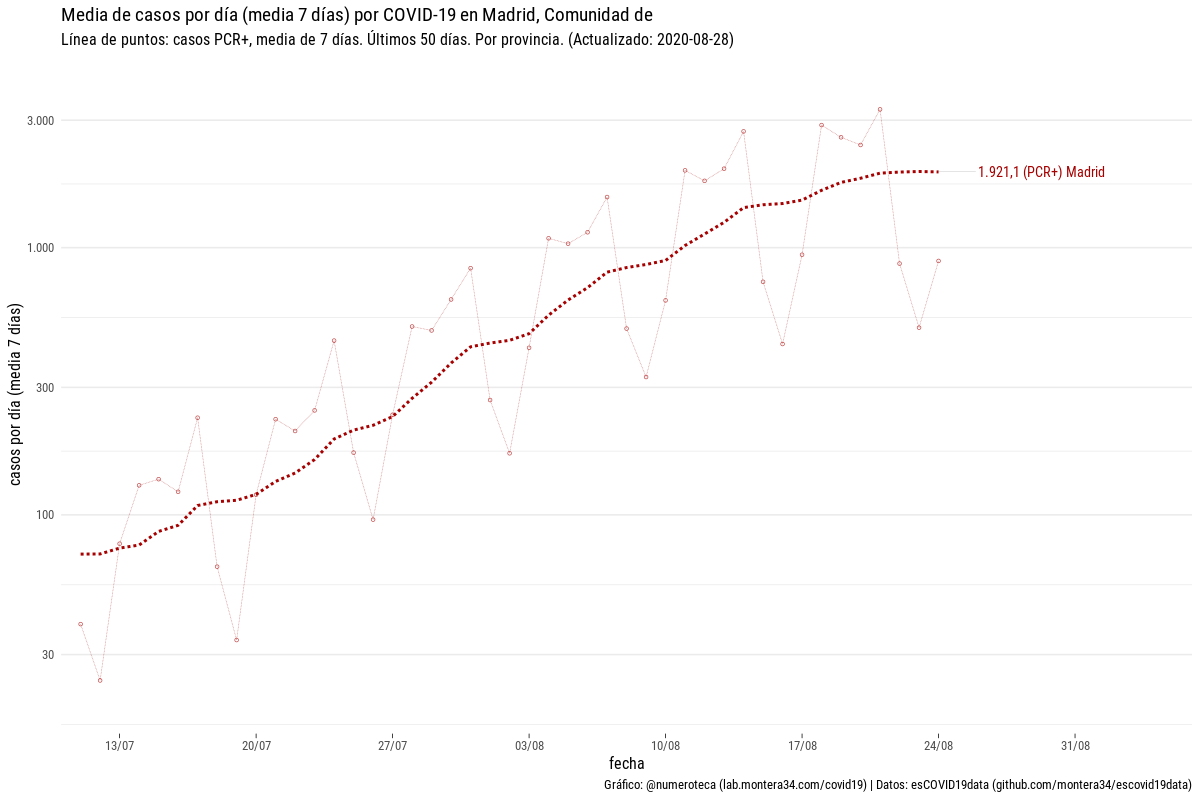 Media de casos por día (media 7 días) por COVID-19 en Madrid, Comunidad de
Línea de puntos: casos PCR+, media de 7 días. Últimos 50 días. Por provincia. (Actualizado: 2020-08-28)
casos por día (media 7 días)
3.000
1.000
300
100
30
1.921,1 (PCR+) Madrid
13/07
20/07
27/07
03/08
10/08
17/08
24/08
31/08
fecha
Gráfico: @numeroteca (lab.montera34.com/covid19) | Datos: esCOVID19data (github.com/montera34/escovid19data)